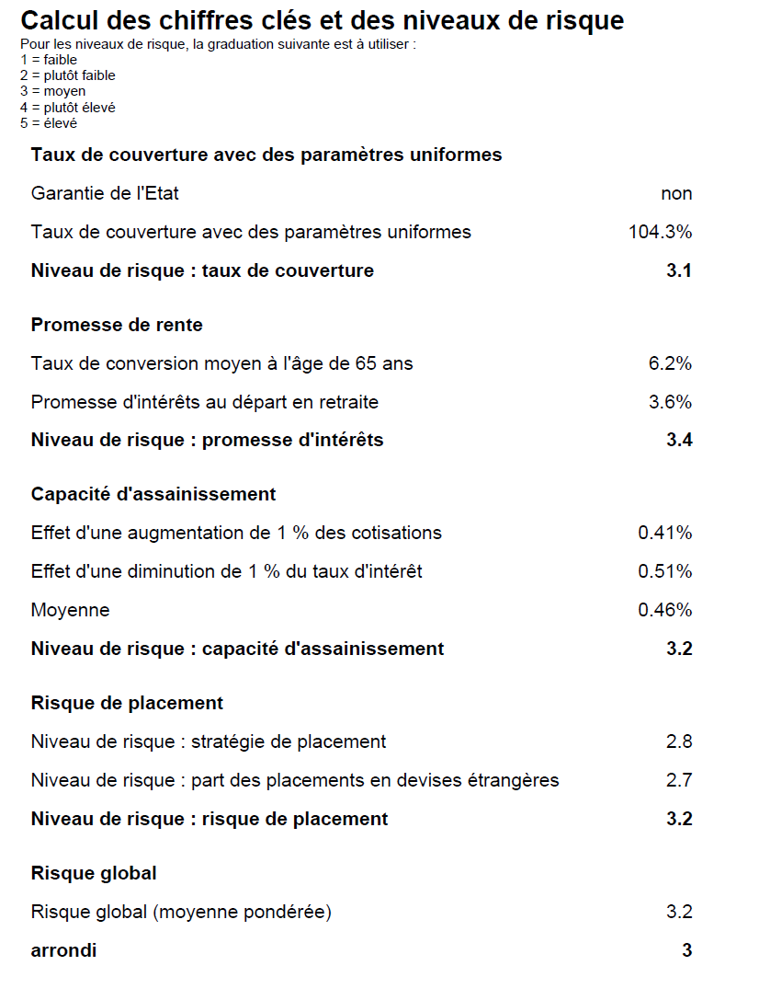 Calcul des chiffres clés et des niveaux de risque
Pour les niveaux de risque, la graduation suivante est à utiliser :
1 = faible
2 = plutôt faible
3 = moyen
4 = plutôt élevé
5 = élevé
Taux de couverture avec des paramètres uniformes
Garantie de l'Etat non
Taux de couverture avec des paramètres uniformes 104.3%
Niveau de risque : taux de couverture 3.1
Promesse de rente
Taux de conversion moyen à l'âge de 65 ans 6.2%
Promesse d'intérêts au départ en retraite 3.6%
Niveau de risque : promesse d'intérêts 3.4
Capacité d'assainissement
Effet d'une augmentation de 1 % des cotisations 0.41%
Effet d'une diminution de 1 % du taux d'intérêt 0.51%
Moyenne 0.46%
Niveau de risque : capacité d'assainissement 3.2
Risque de placement
Niveau de risque : stratégie de placement 2.8
Niveau de risque : part des placements en devises étrangères 2.7
Niveau de risque : risque de placement 3.2
Risque global
Risque global (moyenne pondérée) 3.2
arrondi 3